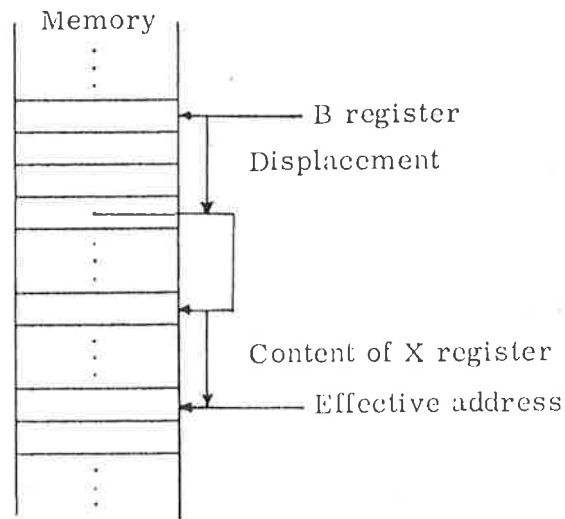 Memory
B register
Displacement
Content of X register
Effective address